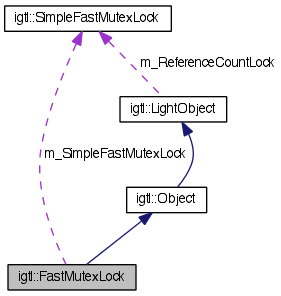 igtl::SimpleFastMutexLock
m_ReferenceCountLock
igtl::LightObject
m_SimpleFastMutexLock
igtl::Object
igtl::FastMutexLock